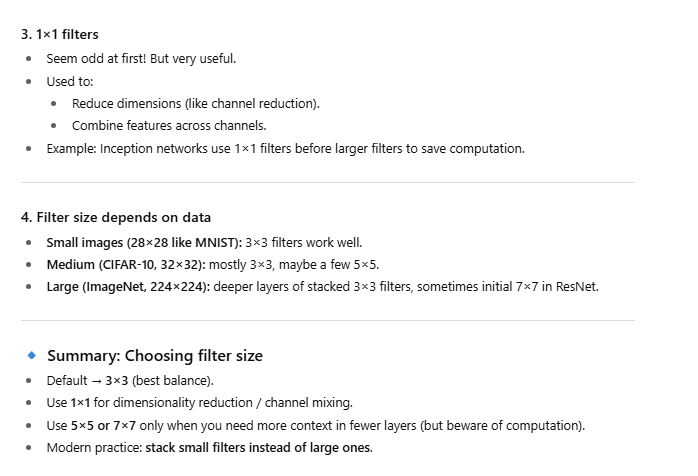 3. 1×1 filters
• Seem odd at first! But very useful.
• Used to:
• Reduce dimensions (like channel reduction).
• Combine features across channels.
• Example: Inception networks use 1×1 filters before larger filters to save computation.
4. Filter size depends on data
• Small images (28×28 like MNIST): 3×3 filters work well.
• Medium (CIFAR-10, 32×32): mostly 3×3, maybe a few 5×5.
• Large (ImageNet, 224×224): deeper layers of stacked 3×3 filters, sometimes initial 7×7 in ResNet.
🔹 Summary: Choosing filter size
• Default → 3×3 (best balance).
• Use 1×1 for dimensionality reduction / channel mixing.
• Use 5×5 or 7×7 only when you need more context in fewer layers (but beware of computation).
• Modern practice: stack small filters instead of large ones.